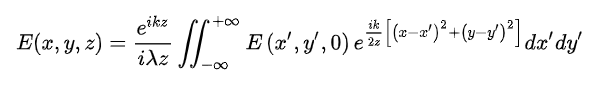 E(x, y, z) = \frac{e^{ikz}}{i\lambda z} \iint_{-\infty}^{+\infty} E(x', y', 0) e^{\frac{ik}{2z}\left[(x-x')^2+(y-y')^2\right]} dx' dy'